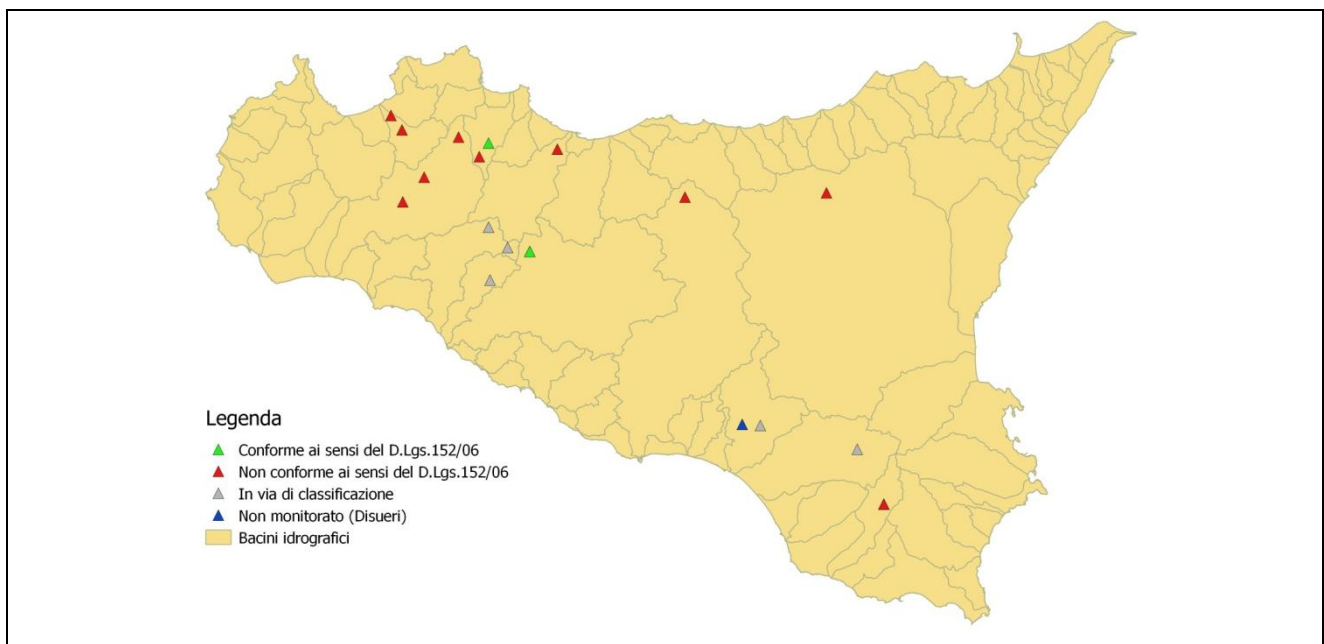 Legenda
Conforme ai sensi del D.Lgs.152/06
Non conforme ai sensi del D.Lgs.152/06
In via di classificazione
Non monitorato (Disueri)
Bacini idrografici